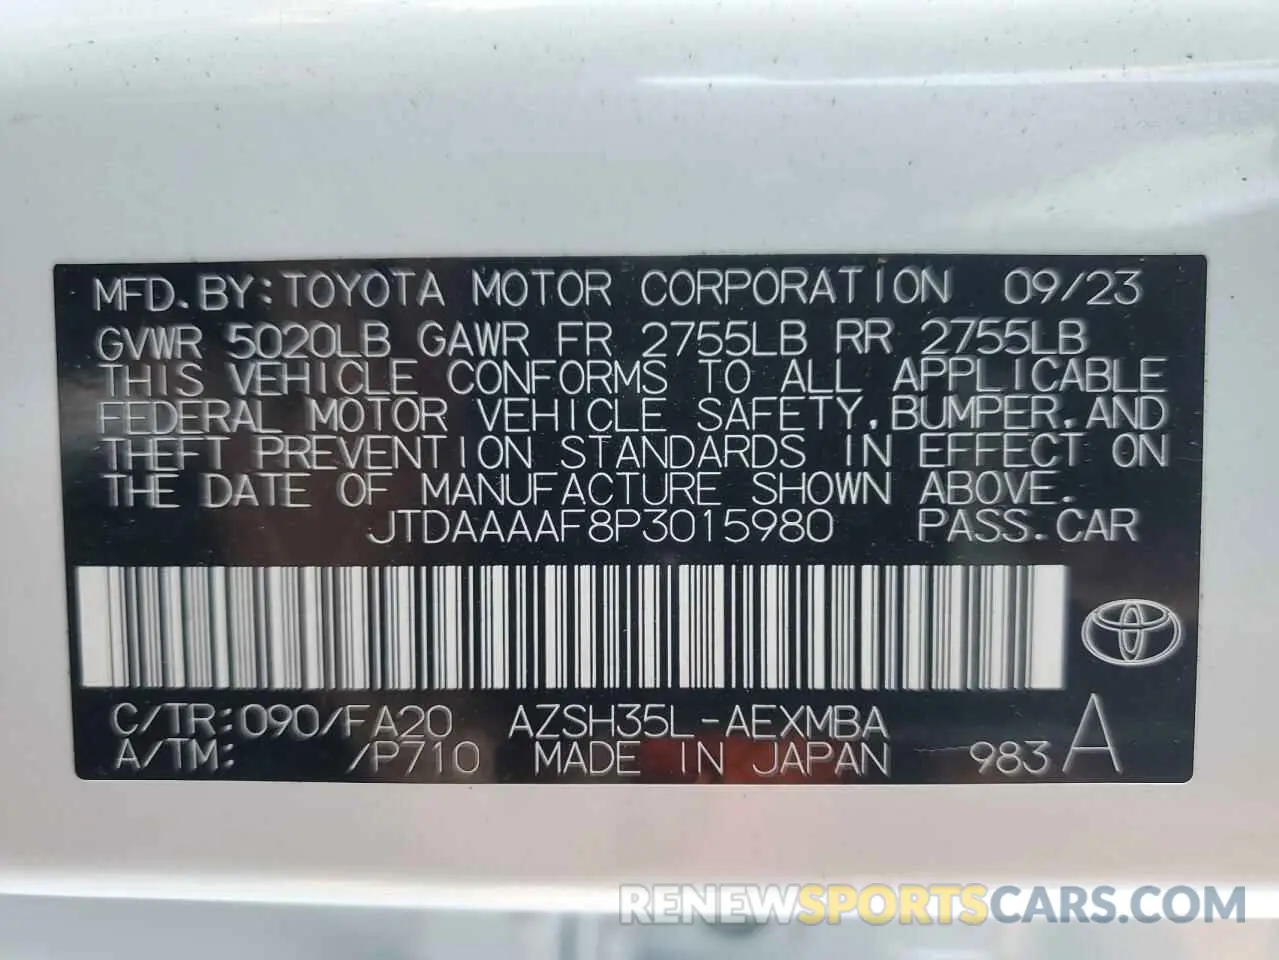 MFD.BY:TOYOTA MOTOR CORPORATION 09/23
GVWR 5020LB GAWR FR 2755LB RR 2755LB
THIS VEHICLE CONFORMS TO ALL APPLICABLE
FEDERAL MOTOR VEHICLE SAFETY,BUMPER,AND
THEFT PREVENTION STANDARDS IN EFFECT ON
THE DATE OF MANUFACTURE SHOWN ABOVE.
JTDAAAAF8P3015980 PASS.CAR
C/TR:090/FA20 AZSH35L-AEXMBA
A/TM: /P710 MADE IN JAPAN 983 A
RENEWSPORTSCARS.COM